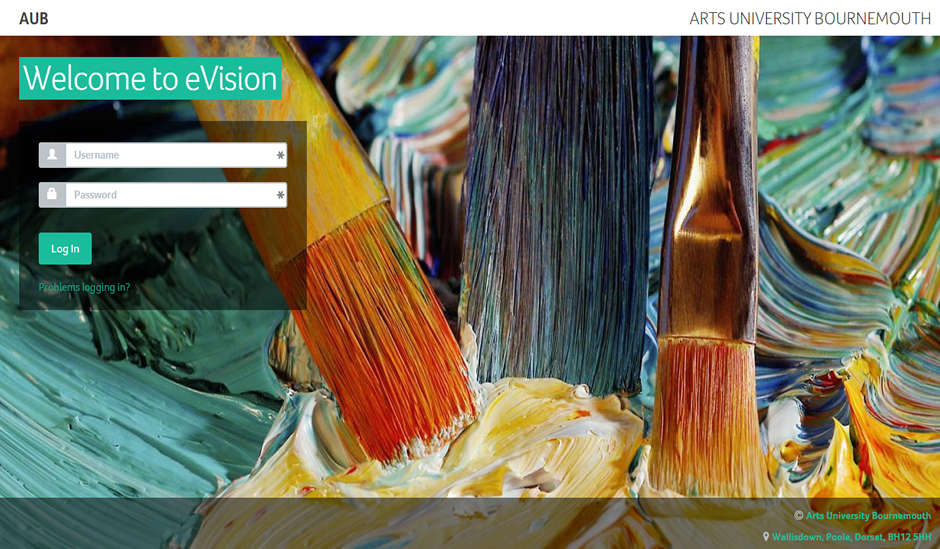 AUB
ARTS UNIVERSITY BOURNEMOUTH
Welcome to eVision
Username *
Password *
Log In
Problems logging in?
© Arts University Bournemouth
Wallisdown, Poole, Dorset, BH12 5HH